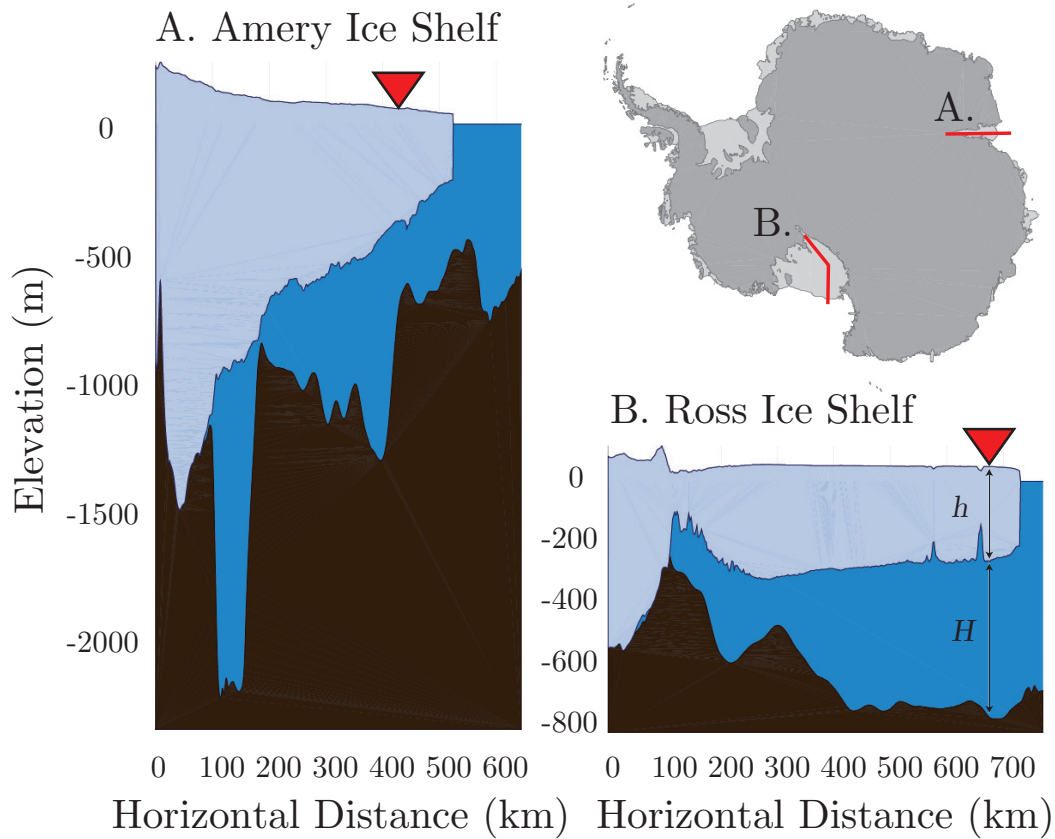 A. Amery Ice Shelf
0
-500
-1000
-1500
-2000
Elevation (m)
0 100 200 300 400 500 600
Horizontal Distance (km)
A.
B.
B. Ross Ice Shelf
0
-200
-400
-600
-800
h
H
0 100 200 300 400 500 600 700
Horizontal Distance (km)